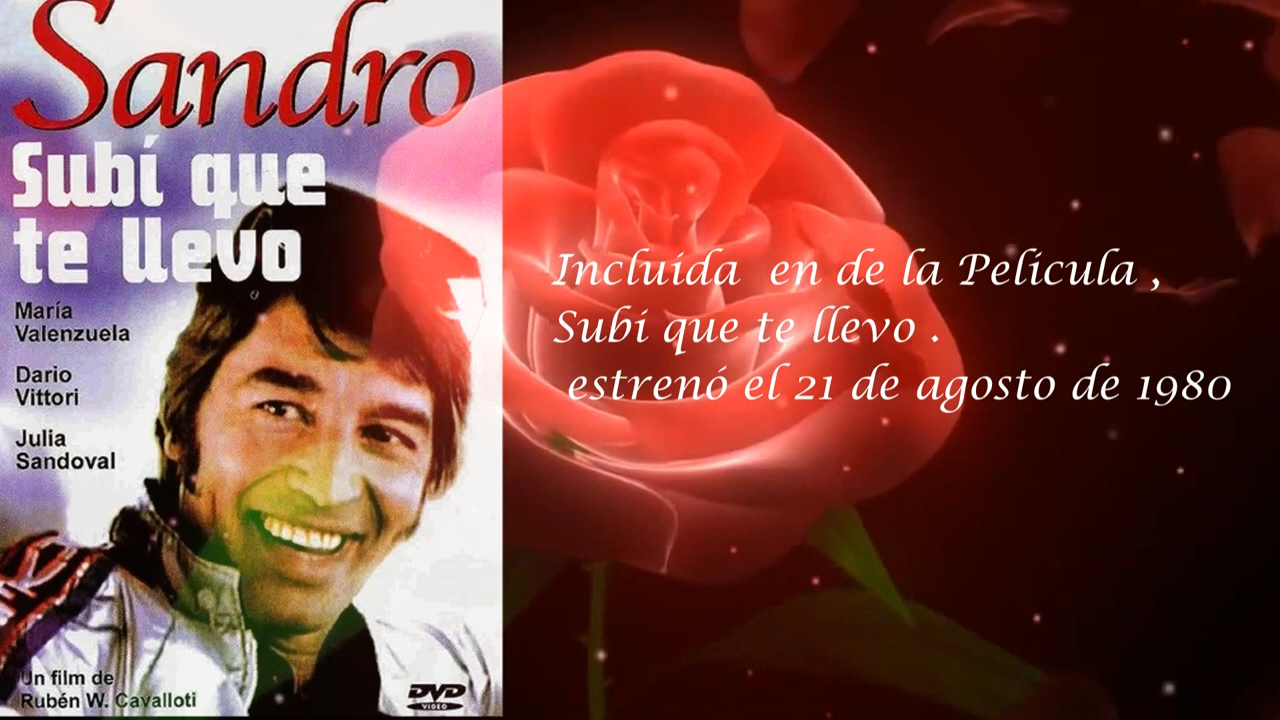 Sandro
Subí que
te llevo
María
Valenzuela
Dario
Vittori
Julia
Sandoval
Un film de
Rubén W. Cavalloti
DVD
VIDEO
Incluida en de la Pelicula ,
Subi que te llevo .
estrenó el 21 de agosto de 1980